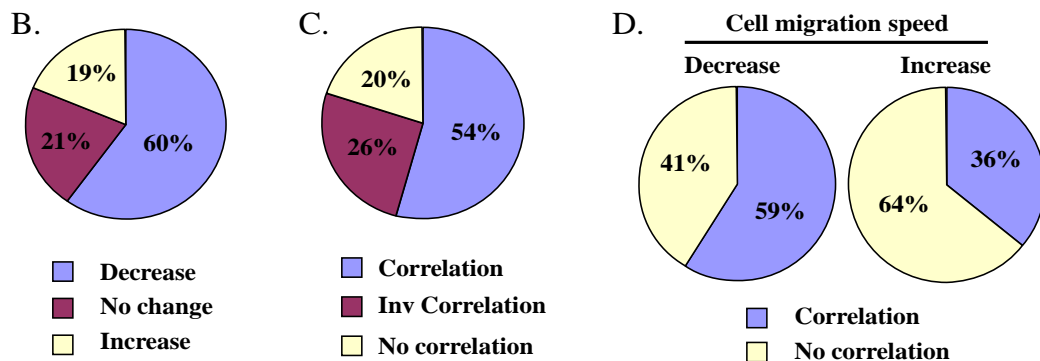 B.
19%
21%
60%
Decrease
No change
Increase
C.
20%
26%
54%
Correlation
Inv Correlation
No correlation
D.
Cell migration speed
Decrease
Increase
41%
59%
36%
64%
Correlation
No correlation